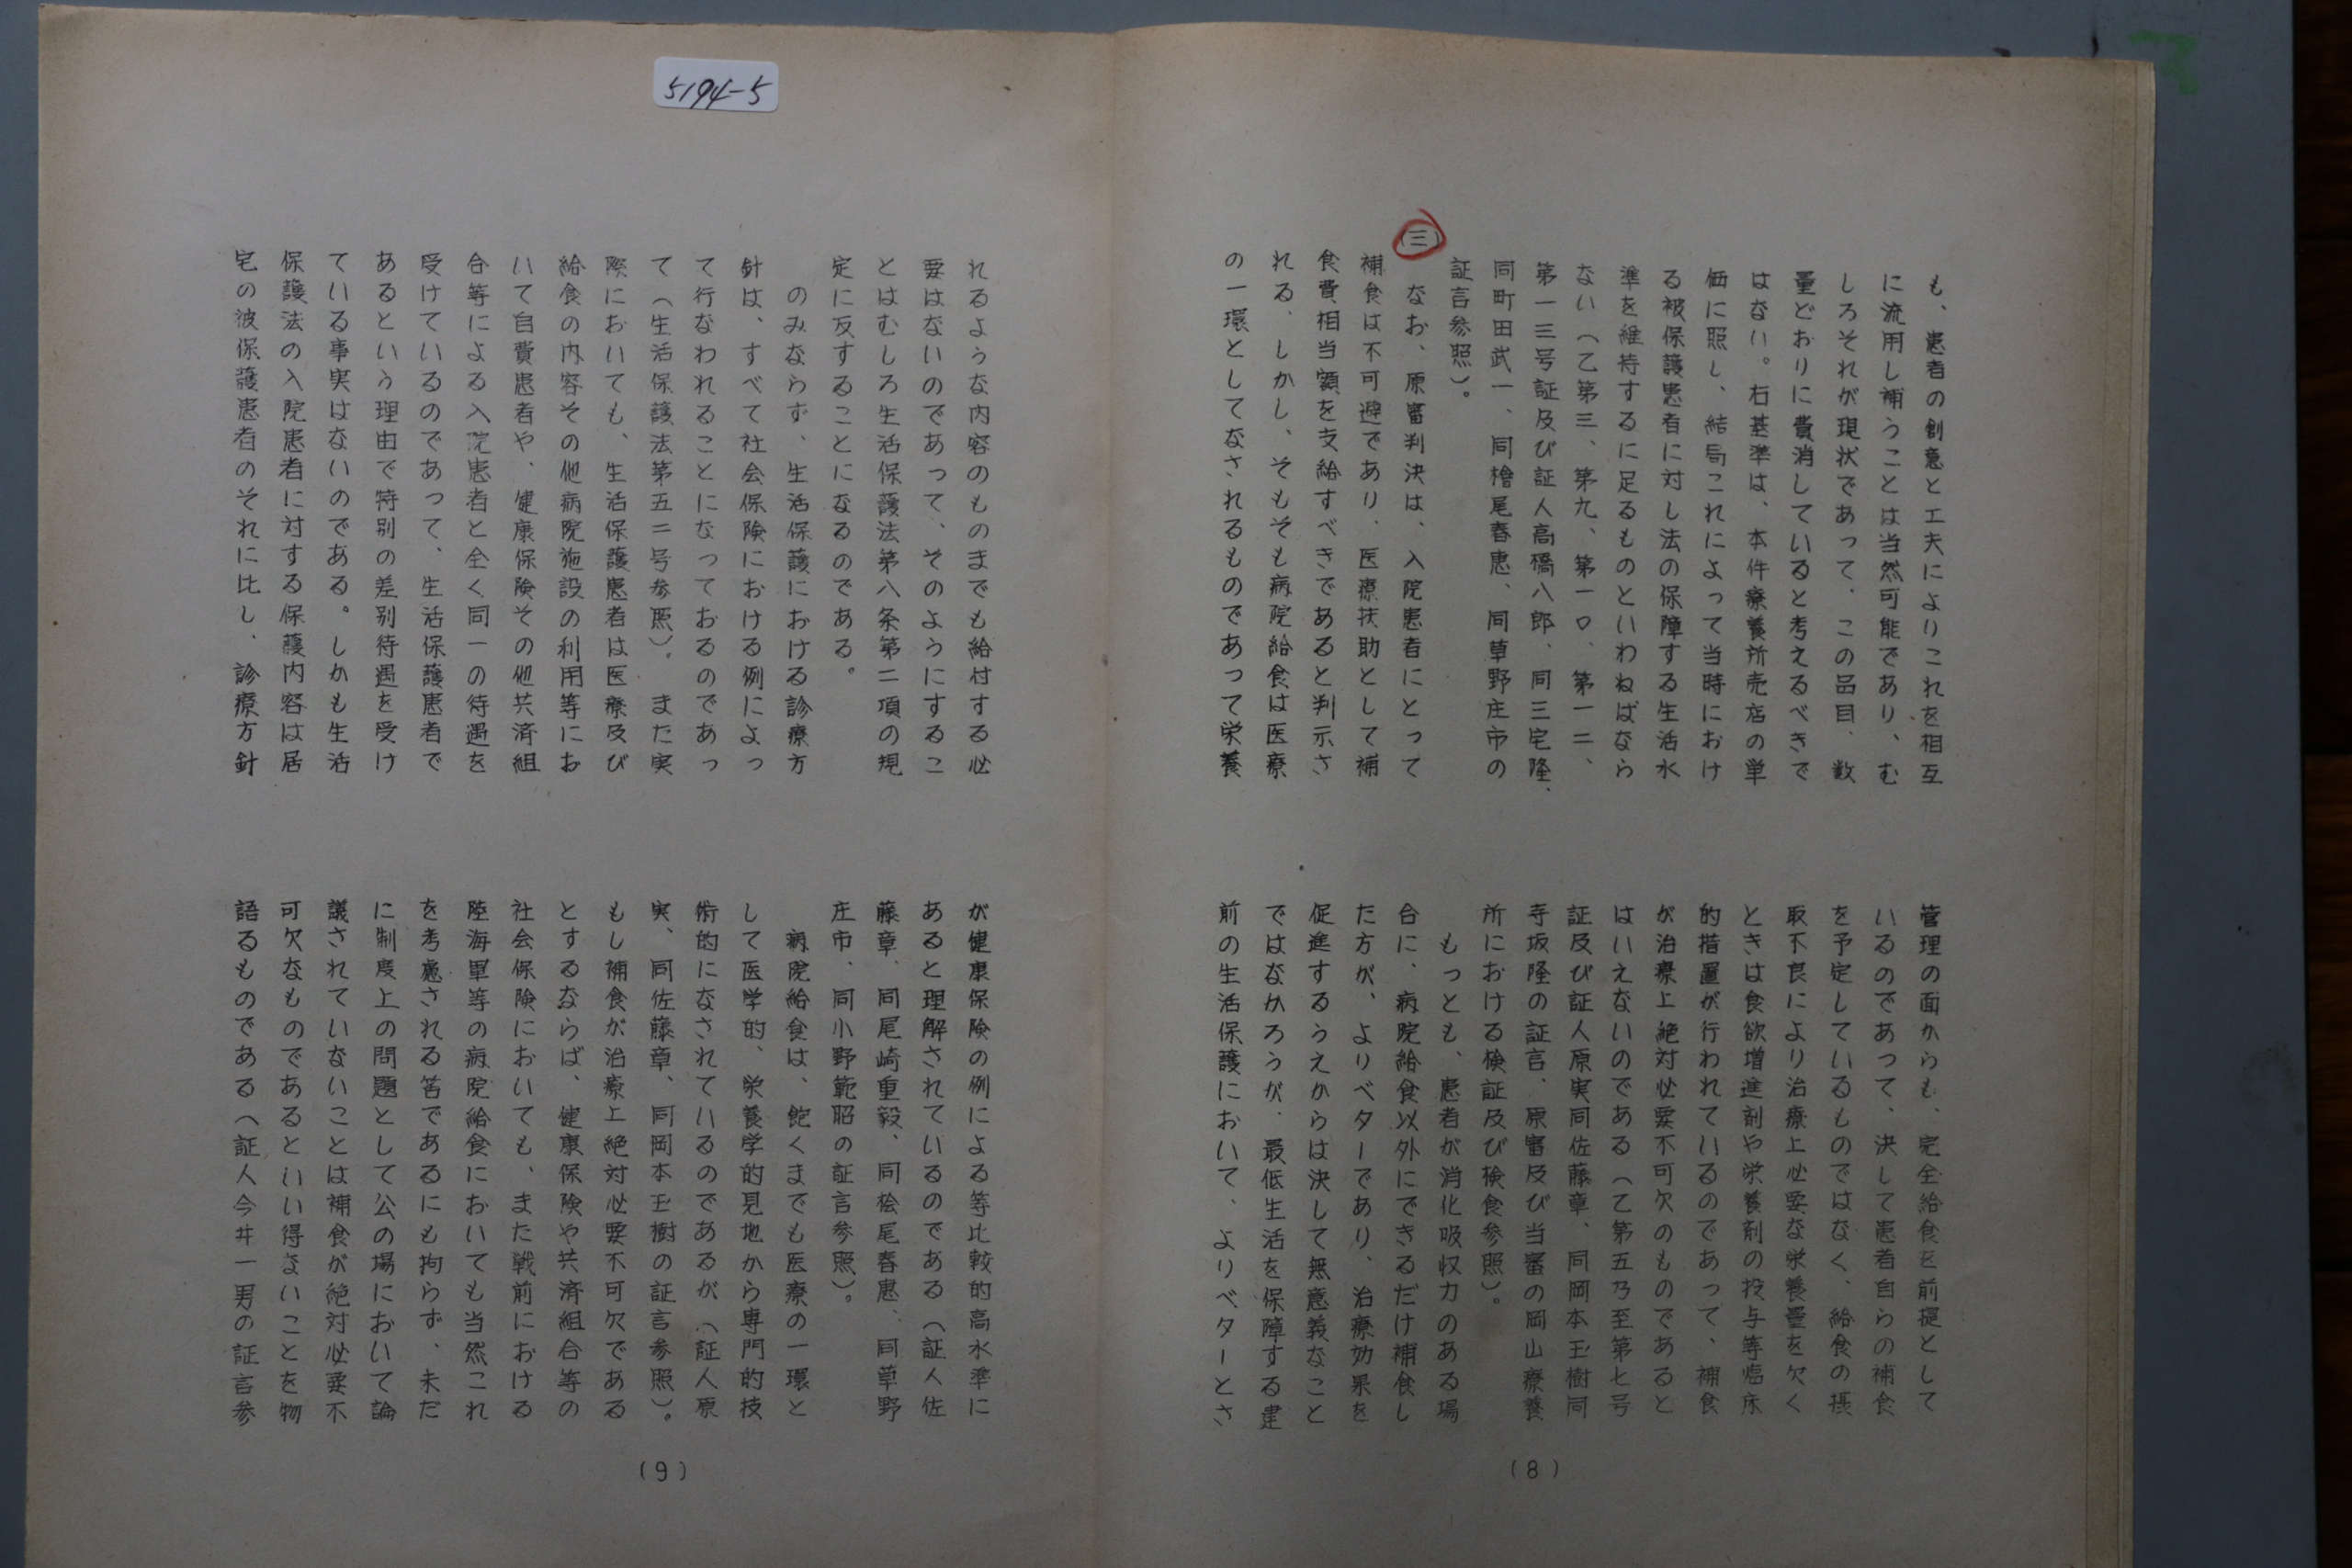 5194-5
も、患者の創意と工夫によりこれを相互
に流用し補うことは当然可能であり、む
しろそれが現状であって、この品目、数
量どおりに費消していると考えるべきで
はない。右基準は、本件療養所売店の単
価に照し、結局これによって当時におけ
る被保護患者に対し法の保障する生活水
準を維持するに足るものといわねばなら
ない（乙第三、第九、第一〇、第一二、
第一三号証及び証人高橋八郎、同三宅隆、
同町田武一、同檜尾春恵、同草野庄市の
証言参照）。
(三)
なお、原審判決は、入院患者にとって
補食は不可避であり、医療扶助として補
食費相当額を支給すべきであると判示さ
れる、しかし、そもそも病院給食は医療
の一環としてなされるものであって栄養
管理の面からも、完全給食を前提として
いるのであって、決して患者自らの補食
を予定しているものではなく、給食の摂
取不良により治療上必要な栄養量を欠く
ときは食欲増進剤や栄養剤の投与等臨床
的措置が行われているのであって、補食
が治療上絶対必要不可欠のものであると
はいえないのである（乙第五乃至第七号
証及び証人原実同佐藤章、同岡本玉樹同
寺坂隆の証言、原審及び当審の岡山療養
所における検証及び検食参照）。
もっとも、患者が消化吸収力のある場
合に、病院給食以外にできるだけ補食し
た方が、よりベターであり、治療効果を
促進するうえからは決して無意義なこと
ではなかろうが、最低生活を保障する建
前の生活保護において、よりベターとさ
(8)
れるような内容のものまでも給付する必
要はないのであって、そのようにするこ
とはむしろ生活保護法第八条第二項の規
定に反することになるのである。
のみならず、生活保護における診療方
針は、すべて社会保険における例によっ
て行なわれることになっておるのであっ
て（生活保護法第五二号参照）。また実
際においても、生活保護患者は医療及び
給食の内容その他病院施設の利用等にお
いて自費患者や、健康保険その他共済組
合等による入院患者と全く同一の待遇を
受けているのであって、生活保護患者で
あるという理由で特別の差別待遇を受け
ている事実はないのである。しかも生活
保護法の入院患者に対する保護内容は居
宅の被保護患者のそれに比し、診療方針
が健康保険の例による等比較的高水準に
あると理解されているのである（証人佐
藤章、同尾崎重毅、同桧尾春恵、同草野
庄市、同小野範昭の証言参照）。
病院給食は、飽くまでも医療の一環と
して医学的、栄養学的見地から専門的技
術的になされているのであるが、（証人原
実、同佐藤章、同岡本玉樹の証言参照）。
もし補食が治療上絶対必要不可欠である
とするならば、健康保険や共済組合等の
社会保険においても、また戦前における
陸海軍等の病院給食においても当然これ
を考慮される筈であるにも拘らず、未だ
に制度上の問題として公の場において論
議されていないことは補食が絶対必要不
可欠なものであるといい得ないことを物
語るものである（証人今井一男の証言参
(9)